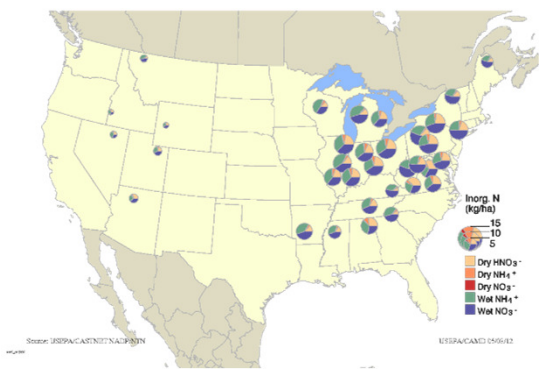 Inorg. N
(kg/ha)
15
10
5
Dry HNO₃⁻
Dry NH₄⁺
Dry NO₃⁻
Wet NH₄⁺
Wet NO₃⁻
Source: USEPA/CASTNET NADP/NTN
USEPA/CAMD 05/03/12